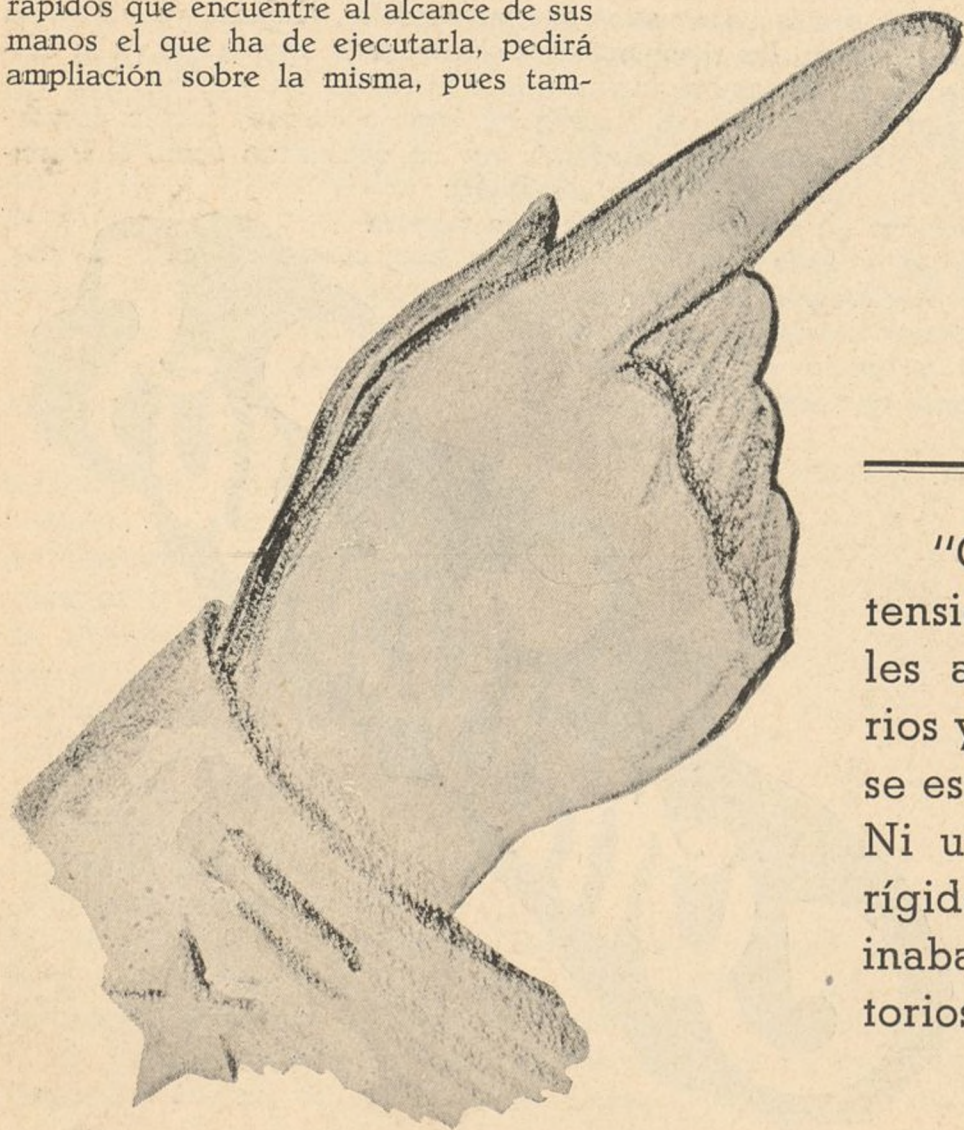 rápidos que encuentre al alcance de sus
manos el que ha de ejecutarla, pedirá
ampliación sobre la misma, pues tam-
"C
tensi
les a
rios y
se es
Ni u
rígid
inaba
torios